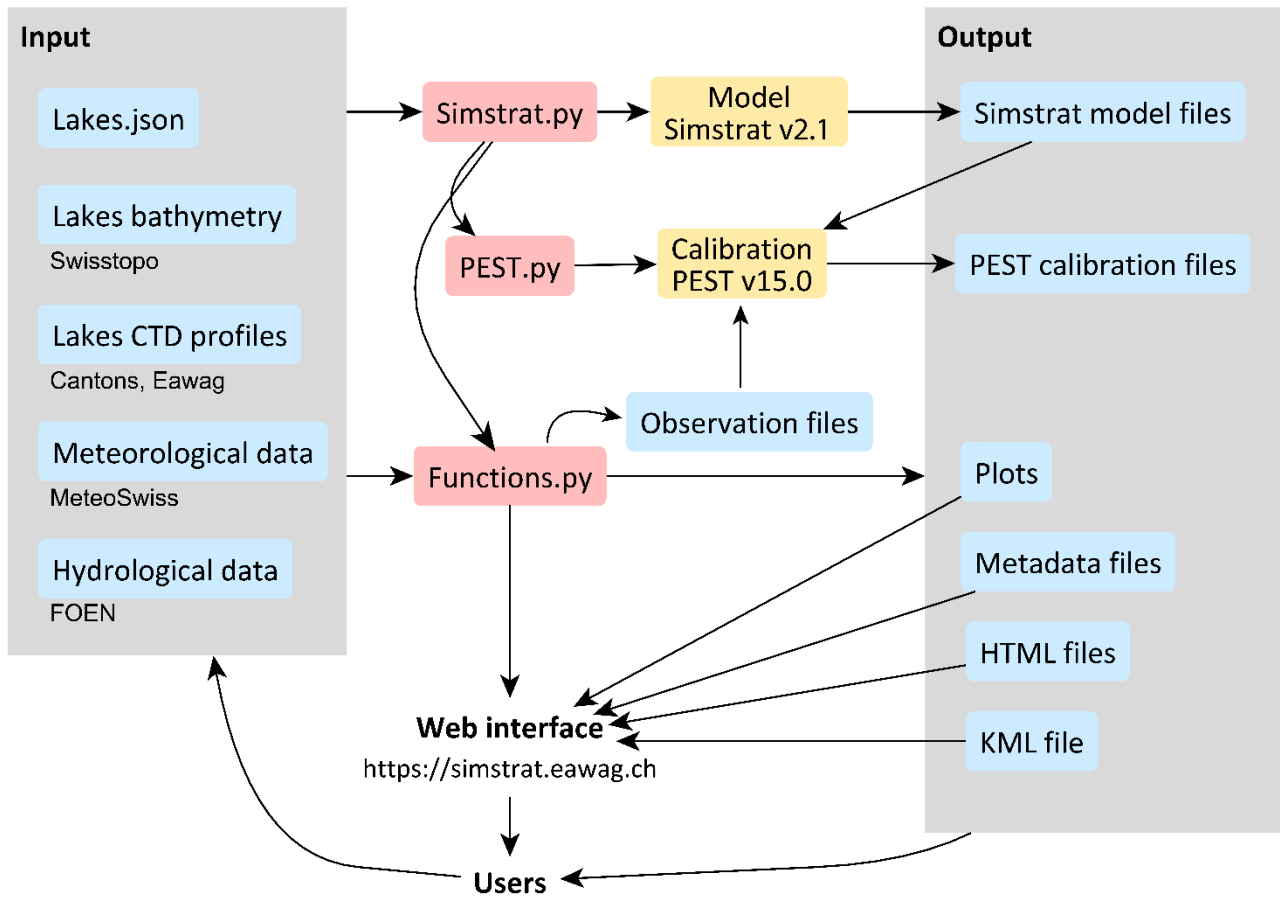 Input
Lakes.json
Lakes bathymetry
Swisstopo
Lakes CTD profiles
Cantons, Eawag
Meteorological data
MeteoSwiss
Hydrological data
FOEN
Simstrat.py
Model
Simstrat v2.1
PEST.py
Calibration
PEST v15.0
Observation files
Functions.py
Web interface
https://simstrat.eawag.ch
Users
Output
Simstrat model files
PEST calibration files
Plots
Metadata files
HTML files
KML file